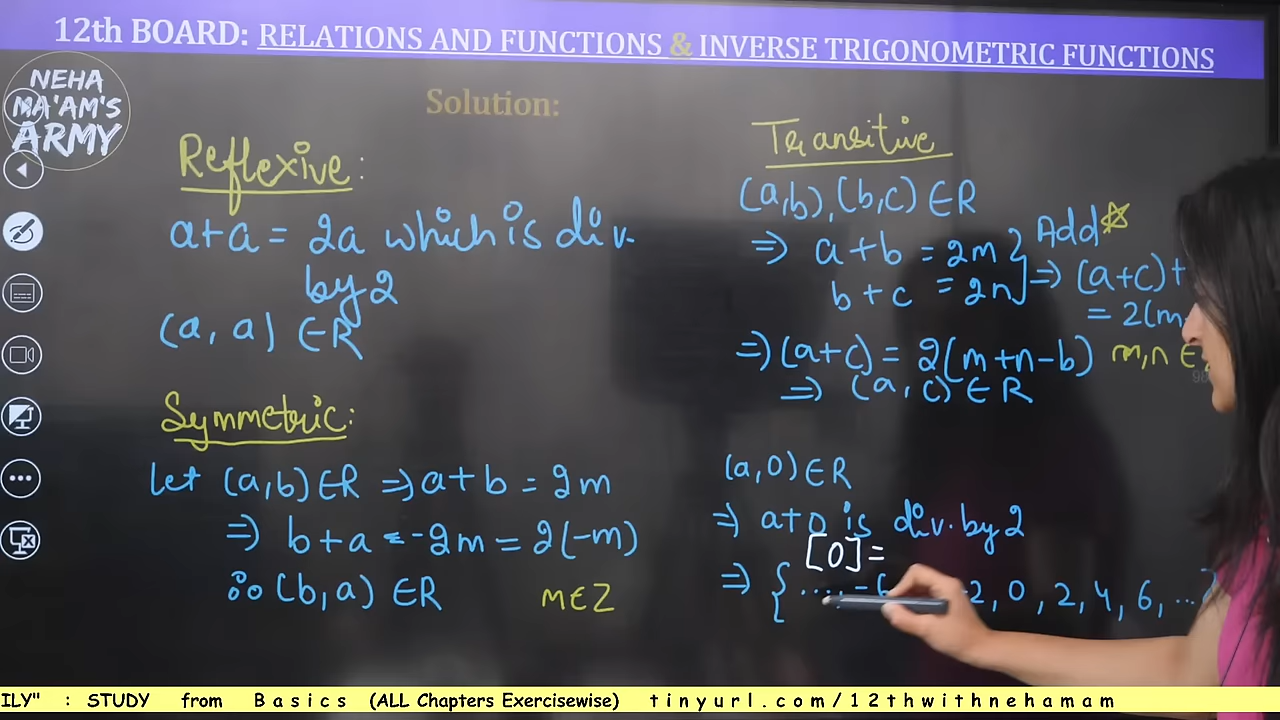 12th BOARD: RELATIONS AND FUNCTIONS & INVERSE TRIGONOMETRIC FUNCTIONS
NEHA
MA'AM'S
ARMY
Solution:
Reflexive:
a+a = 2a which is div.
by 2
(a, a) ∈R
Symmetric:
let (a,b)∈R ⇒ a+b = 2m
⇒ b+a = -2m = 2(-m)
∴ (b,a) ∈R m∈Z
Transitive
(a,b),(b,c) ∈R
⇒ a+b = 2m } Add
b+c = 2n ⇒ (a+c)+
= 2(m
⇒ (a+c) = 2(m+n-b) m,n ∈
⇒ (a,c) ∈ R
(a,0)∈R
⇒ a+0 is div. by 2
[0] =
⇒ {..., -6 -2, 0, 2, 4, 6, ...
ILY" : STUDY from Basics (ALL Chapters Exercisewise) tinyurl.com/12thwithnehamam